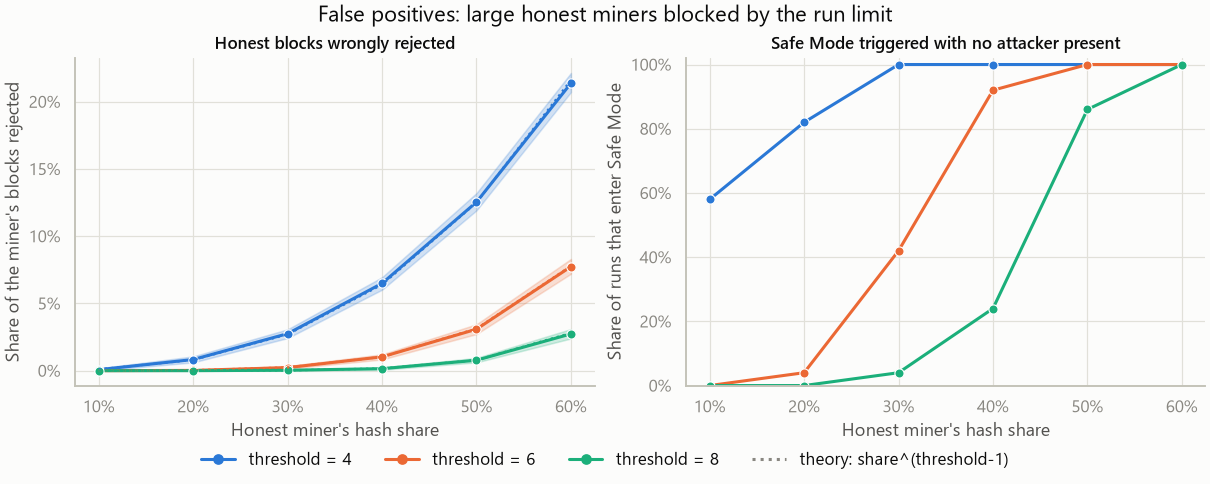 False positives: large honest miners blocked by the run limit
Honest blocks wrongly rejected
Share of the miner's blocks rejected
20%
15%
10%
5%
0%
10% 20% 30% 40% 50% 60%
Honest miner's hash share
Safe Mode triggered with no attacker present
Share of runs that enter Safe Mode
100%
80%
60%
40%
20%
0%
10% 20% 30% 40% 50% 60%
Honest miner's hash share
threshold = 4 threshold = 6 threshold = 8 theory: share^(threshold-1)